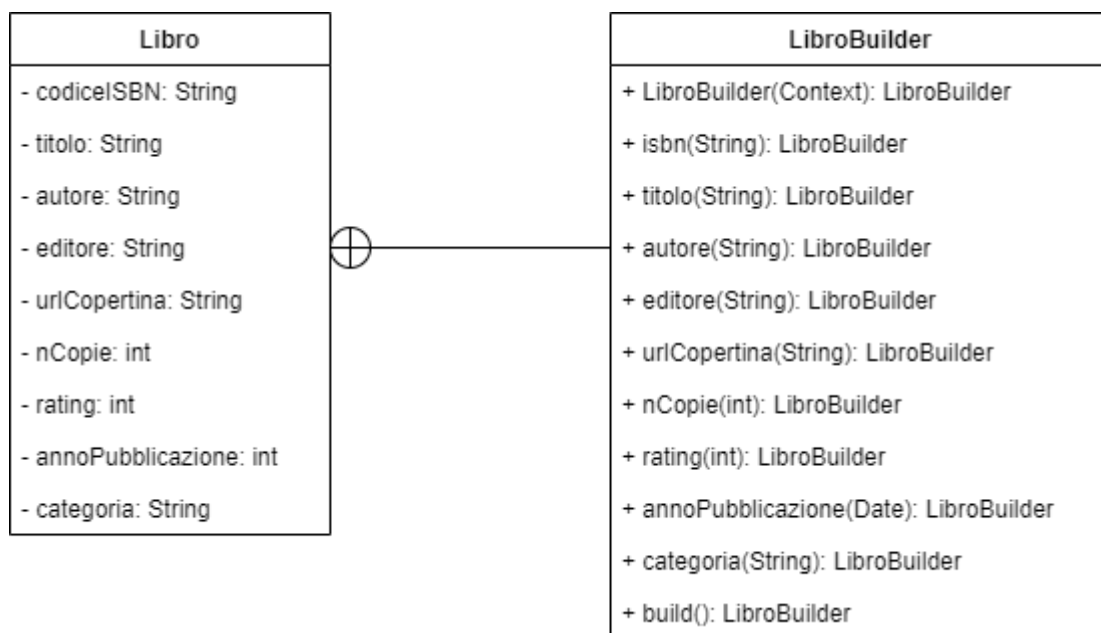 Libro
- codiceISBN: String
- titolo: String
- autore: String
- editore: String
- urlCopertina: String
- nCopie: int
- rating: int
- annoPubblicazione: int
- categoria: String
LibroBuilder
+ LibroBuilder(Context): LibroBuilder
+ isbn(String): LibroBuilder
+ titolo(String): LibroBuilder
+ autore(String): LibroBuilder
+ editore(String): LibroBuilder
+ urlCopertina(String): LibroBuilder
+ nCopie(int): LibroBuilder
+ rating(int): LibroBuilder
+ annoPubblicazione(Date): LibroBuilder
+ categoria(String): LibroBuilder
+ build(): LibroBuilder